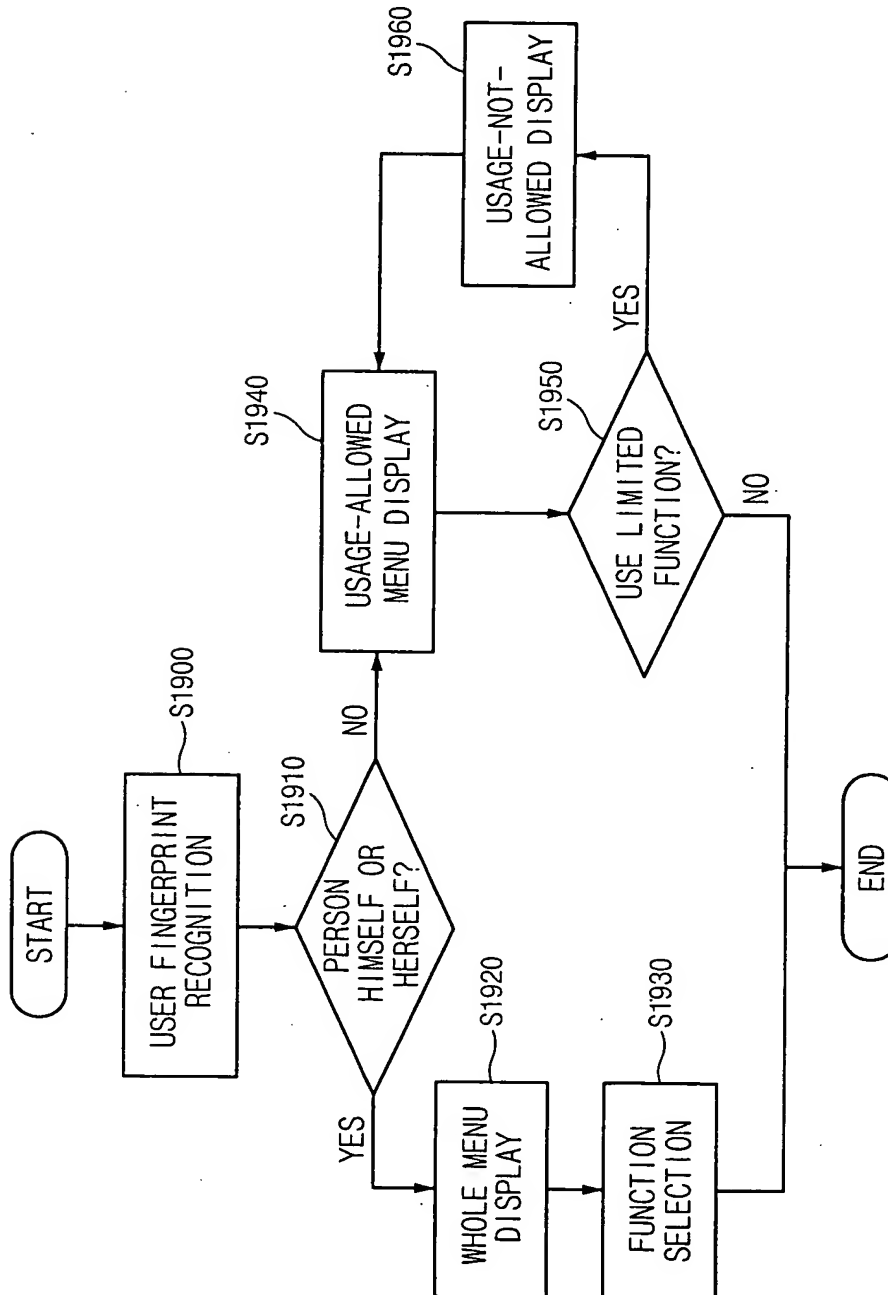 START
S1900
USER FINGERPRINT
RECOGNITION
S1910
PERSON
HIMSELF OR
HERSELF?
YES
NO
S1920
WHOLE MENU
DISPLAY
S1930
FUNCTION
SELECTION
S1940
USAGE-ALLOWED
MENU DISPLAY
S1950
USE LIMITED
FUNCTION?
YES
NO
S1960
USAGE-NOT-
ALLOWED DISPLAY
END